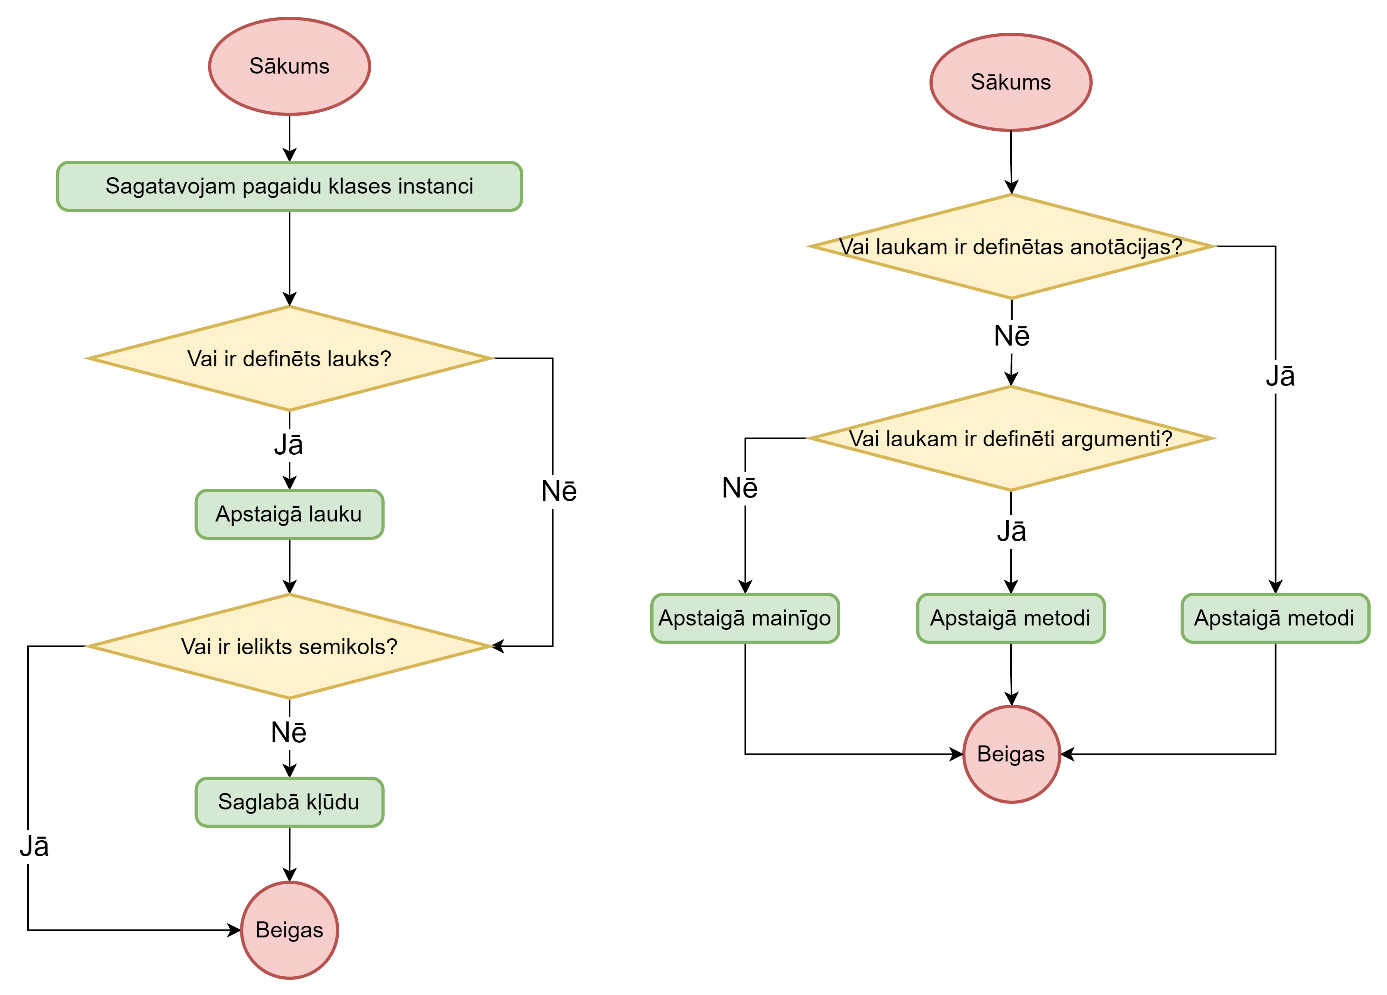 Sākums
Sagatavojam pagaidu klases instanci
Vai ir definēts lauks?
Jā
Nē
Apstaigā lauku
Vai ir ielikts semikols?
Nē
Saglabā kļūdu
Jā
Beigas
Sākums
Vai laukam ir definētas anotācijas?
Nē
Jā
Vai laukam ir definēti argumenti?
Nē
Jā
Apstaigā mainīgo
Apstaigā metodi
Apstaigā metodi
Beigas